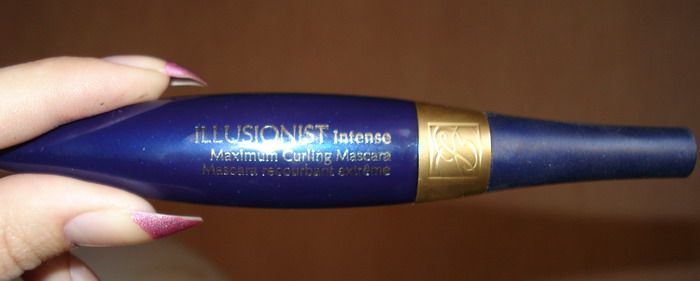 ILLUSIONIST Intense
Maximum Curling Mascara
Mascara recourbant extrême